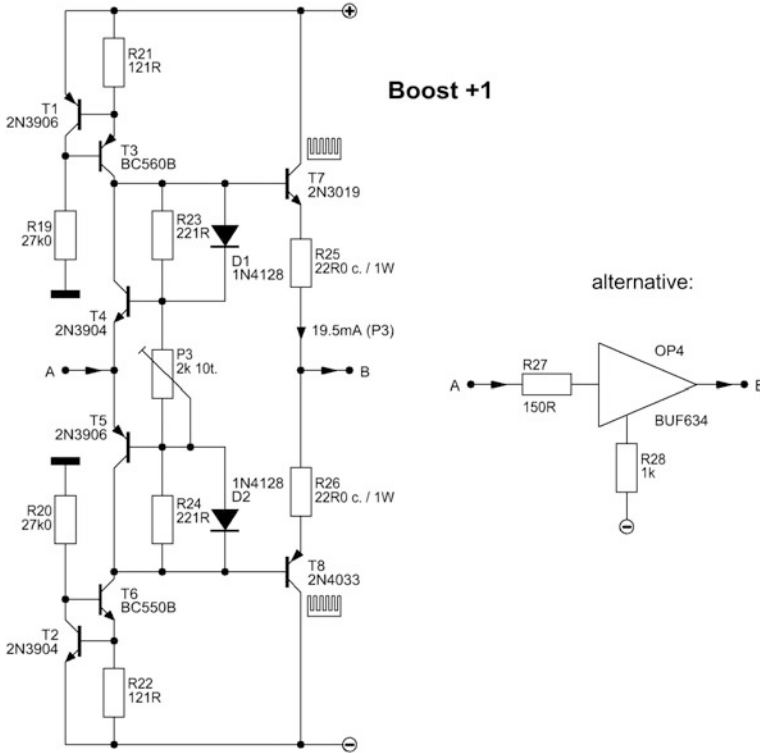 R21
121R
Boost +1
T1
2N3906
T3
BC560B
T7
2N3019
R19
27k0
R23
221R
D1
1N4128
R25
22R0 c. / 1W
alternative:
T4
2N3904
19.5mA (P3)
P3
2k 10t.
A
B
OP4
R27
A
150R
BUF634
T5
2N3906
R28
1k
1N4128
D2
R26
22R0 c. / 1W
R20
27k0
R24
221R
T8
2N4033
T6
BC550B
T2
2N3904
R22
121R